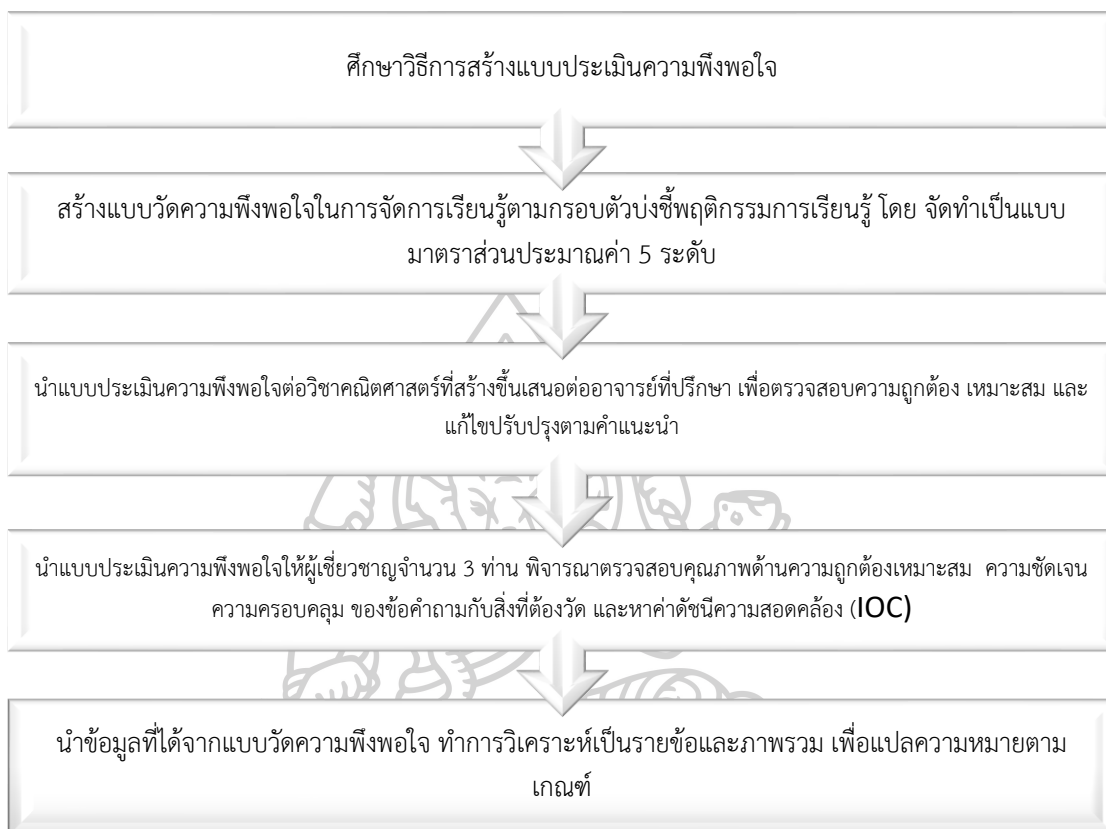 ศึกษาวิธีการสร้างแบบประเมินความพึงพอใจ
สร้างแบบวัดความพึงพอใจในการจัดการเรียนรู้ตามกรอบตัวบ่งชี้พฤติกรรมการเรียนรู้ โดย จัดทำเป็นแบบ
มาตราส่วนประมาณค่า 5 ระดับ
นำแบบประเมินความพึงพอใจต่อวิชาคณิตศาสตร์ที่สร้างขึ้นเสนอต่ออาจารย์ที่ปรึกษา เพื่อตรวจสอบความถูกต้อง เหมาะสม และ
แก้ไขปรับปรุงตามคำแนะนำ
นำแบบประเมินความพึงพอใจให้ผู้เชี่ยวชาญจำนวน 3 ท่าน พิจารณาตรวจสอบคุณภาพด้านความถูกต้องเหมาะสม ความชัดเจน
ความครอบคลุม ของข้อคำถามกับสิ่งที่ต้องวัด และหาค่าดัชนีความสอดคล้อง (IOC)
นำข้อมูลที่ได้จากแบบวัดความพึงพอใจ ทำการวิเคราะห์เป็นรายข้อและภาพรวม เพื่อแปลความหมายตาม
เกณฑ์